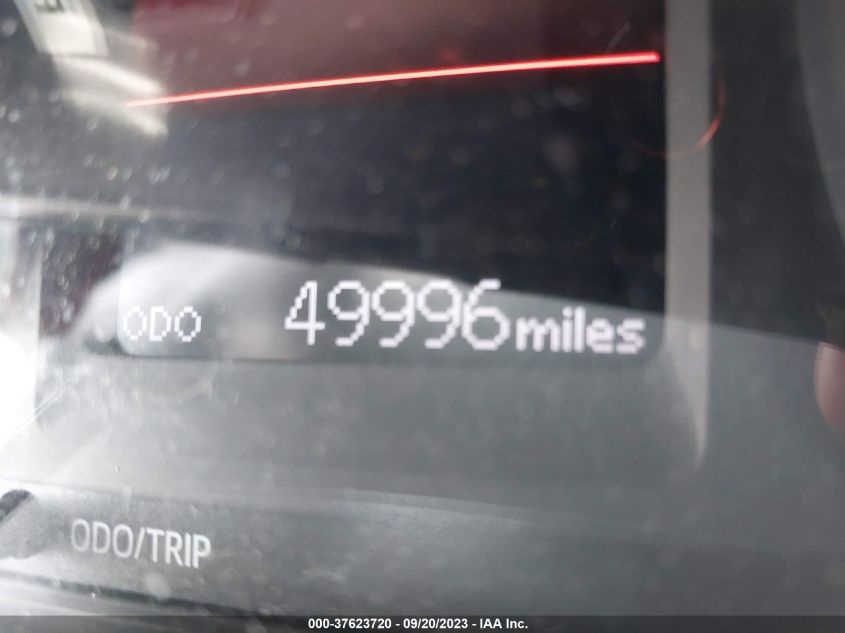 ODO 49996 miles
ODO/TRIP
000-37623720 - 09/20/2023 - IAA Inc.